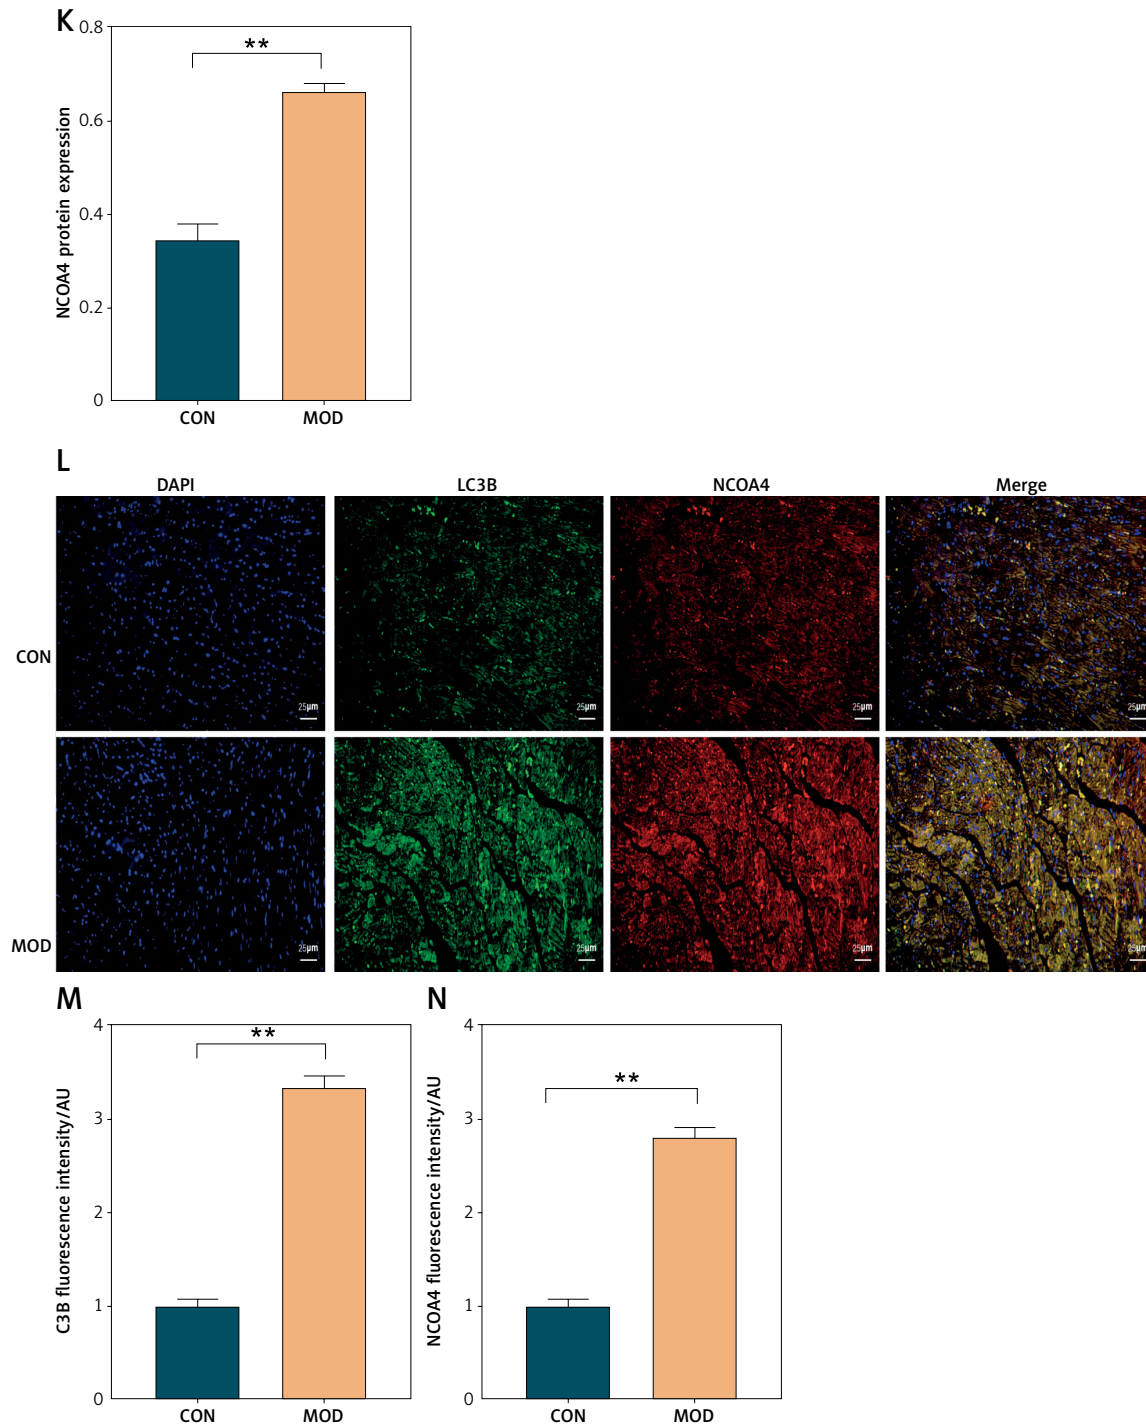 K
0.8
0.6
0.4
0.2
0
NCOA4 protein expression
**
CON MOD
L
DAPI LC3B NCOA4 Merge
CON
25μm 25μm 25μm 25μm
MOD
25μm 25μm 25μm 25μm
M
4
3
2
1
0
C3B fluorescence intensity/AU
**
CON MOD
N
4
3
2
1
0
NCOA4 fluorescence intensity/AU
**
CON MOD